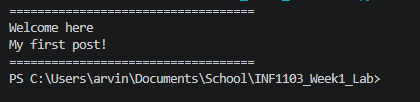 ===================================
Welcome here
My first post!
===================================
PS C:\Users\arvin\Documents\School\INF1103_Week1_Lab>